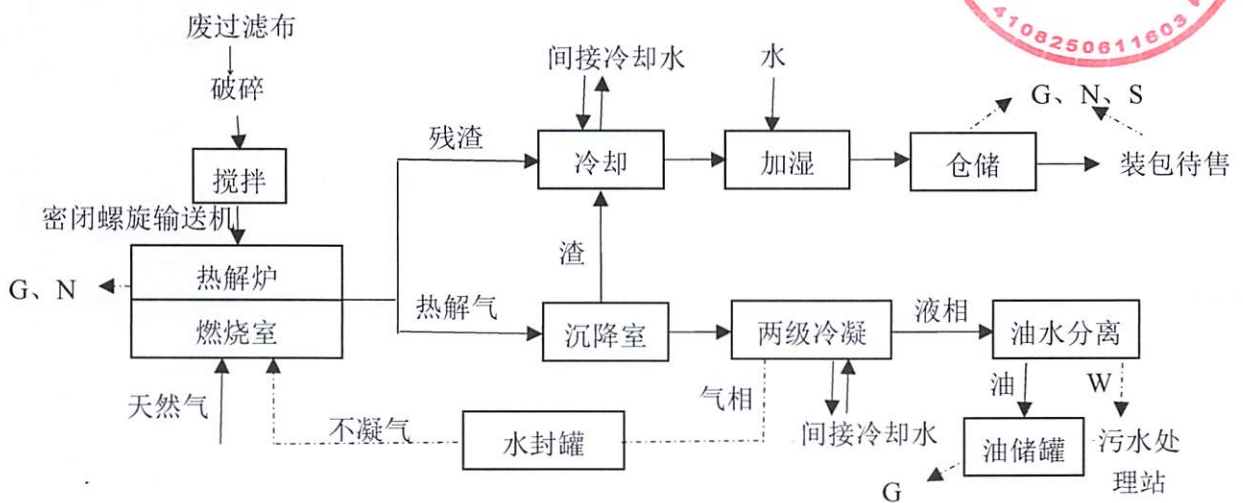 废过滤布
4108250611603
破碎
间接冷却水
水
G、N、S
残渣
搅拌
冷却
加湿
仓储
装包待售
密闭螺旋输送机
渣
G、N
热解炉
热解气
液相
燃烧室
沉降室
两级冷凝
油水分离
天然气
气相
油
W
不凝气
水封罐
间接冷却水
油储罐
污水处
理站
G